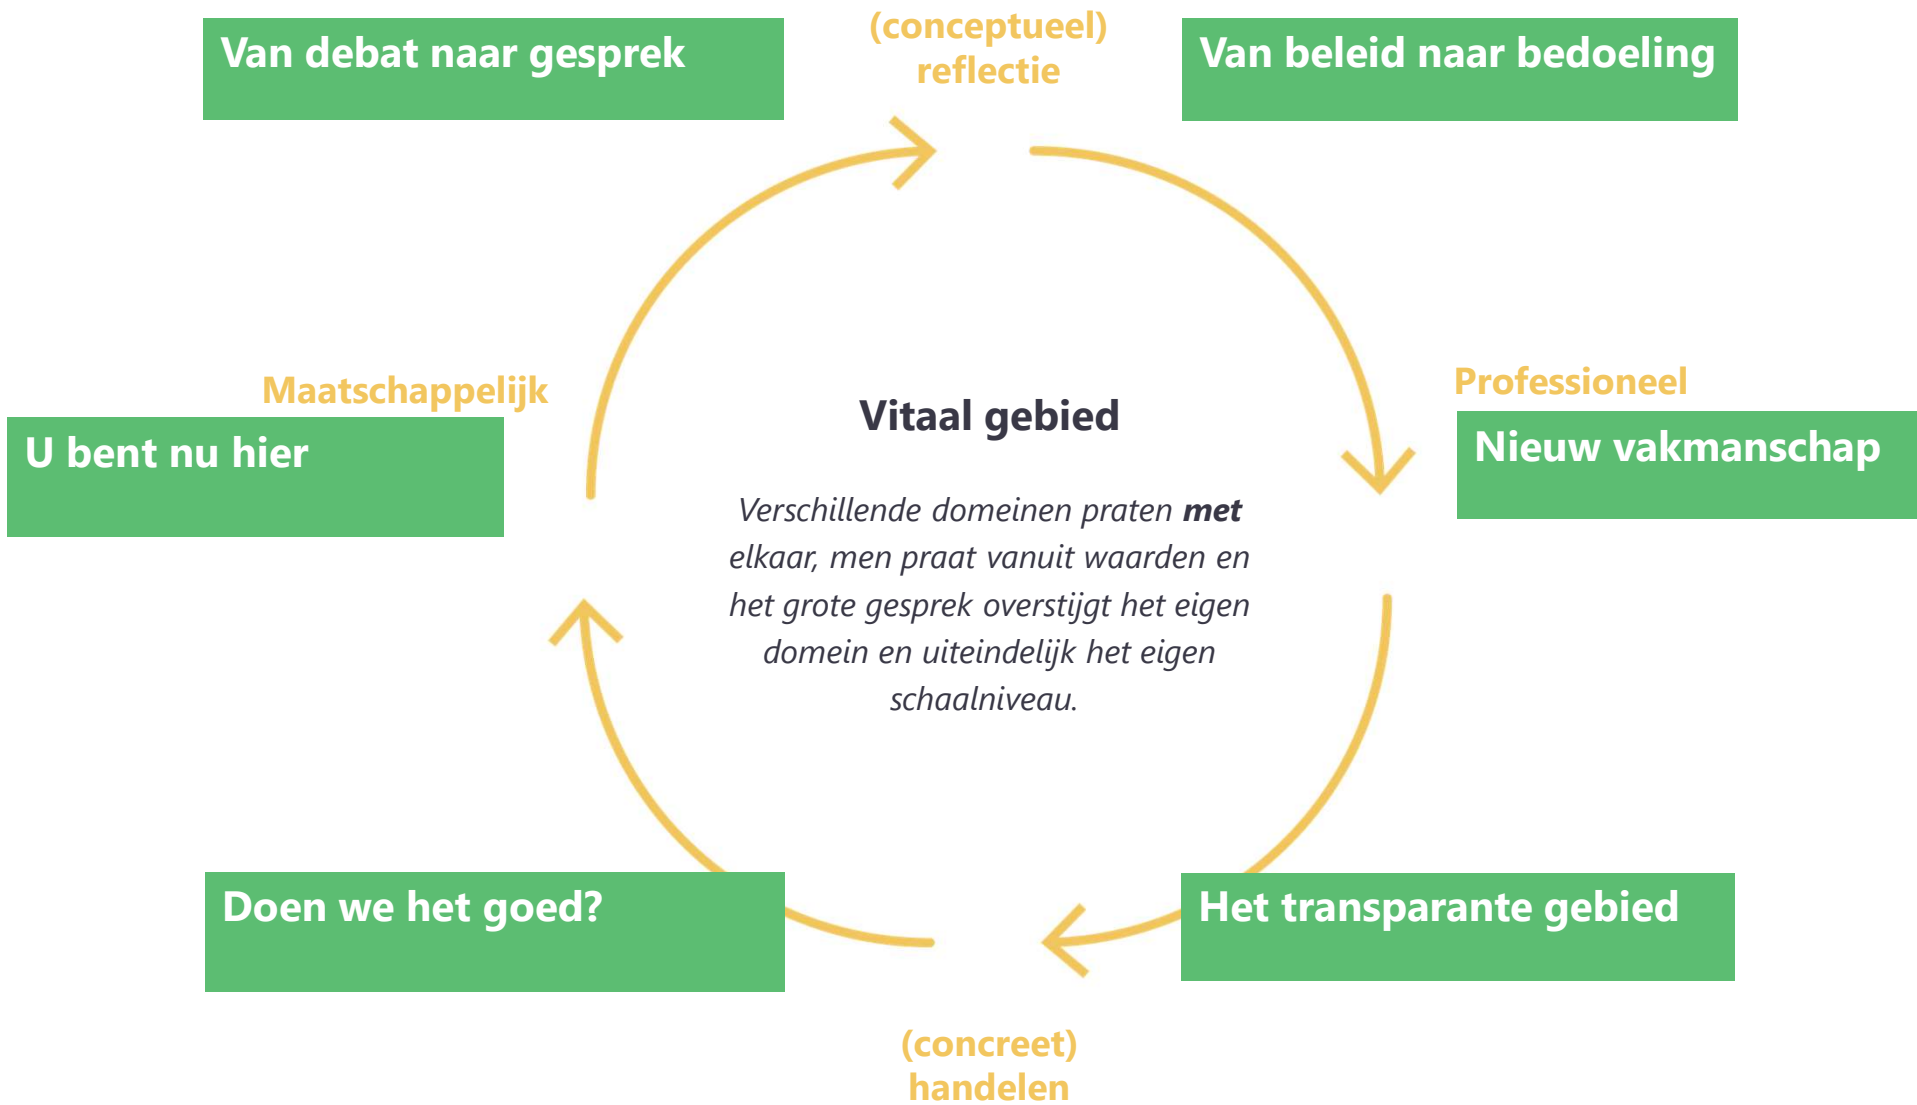 Van debat naar gesprek
(conceptueel)
reflectie
Van beleid naar bedoeling
Maatschappelijk
U bent nu hier
Professioneel
Nieuw vakmanschap
Vitaal gebied
Verschillende domeinen praten met
elkaar, men praat vanuit waarden en
het grote gesprek overstijgt het eigen
domein en uiteindelijk het eigen
schaalniveau.
Doen we het goed?
Het transparante gebied
(concreet)
handelen